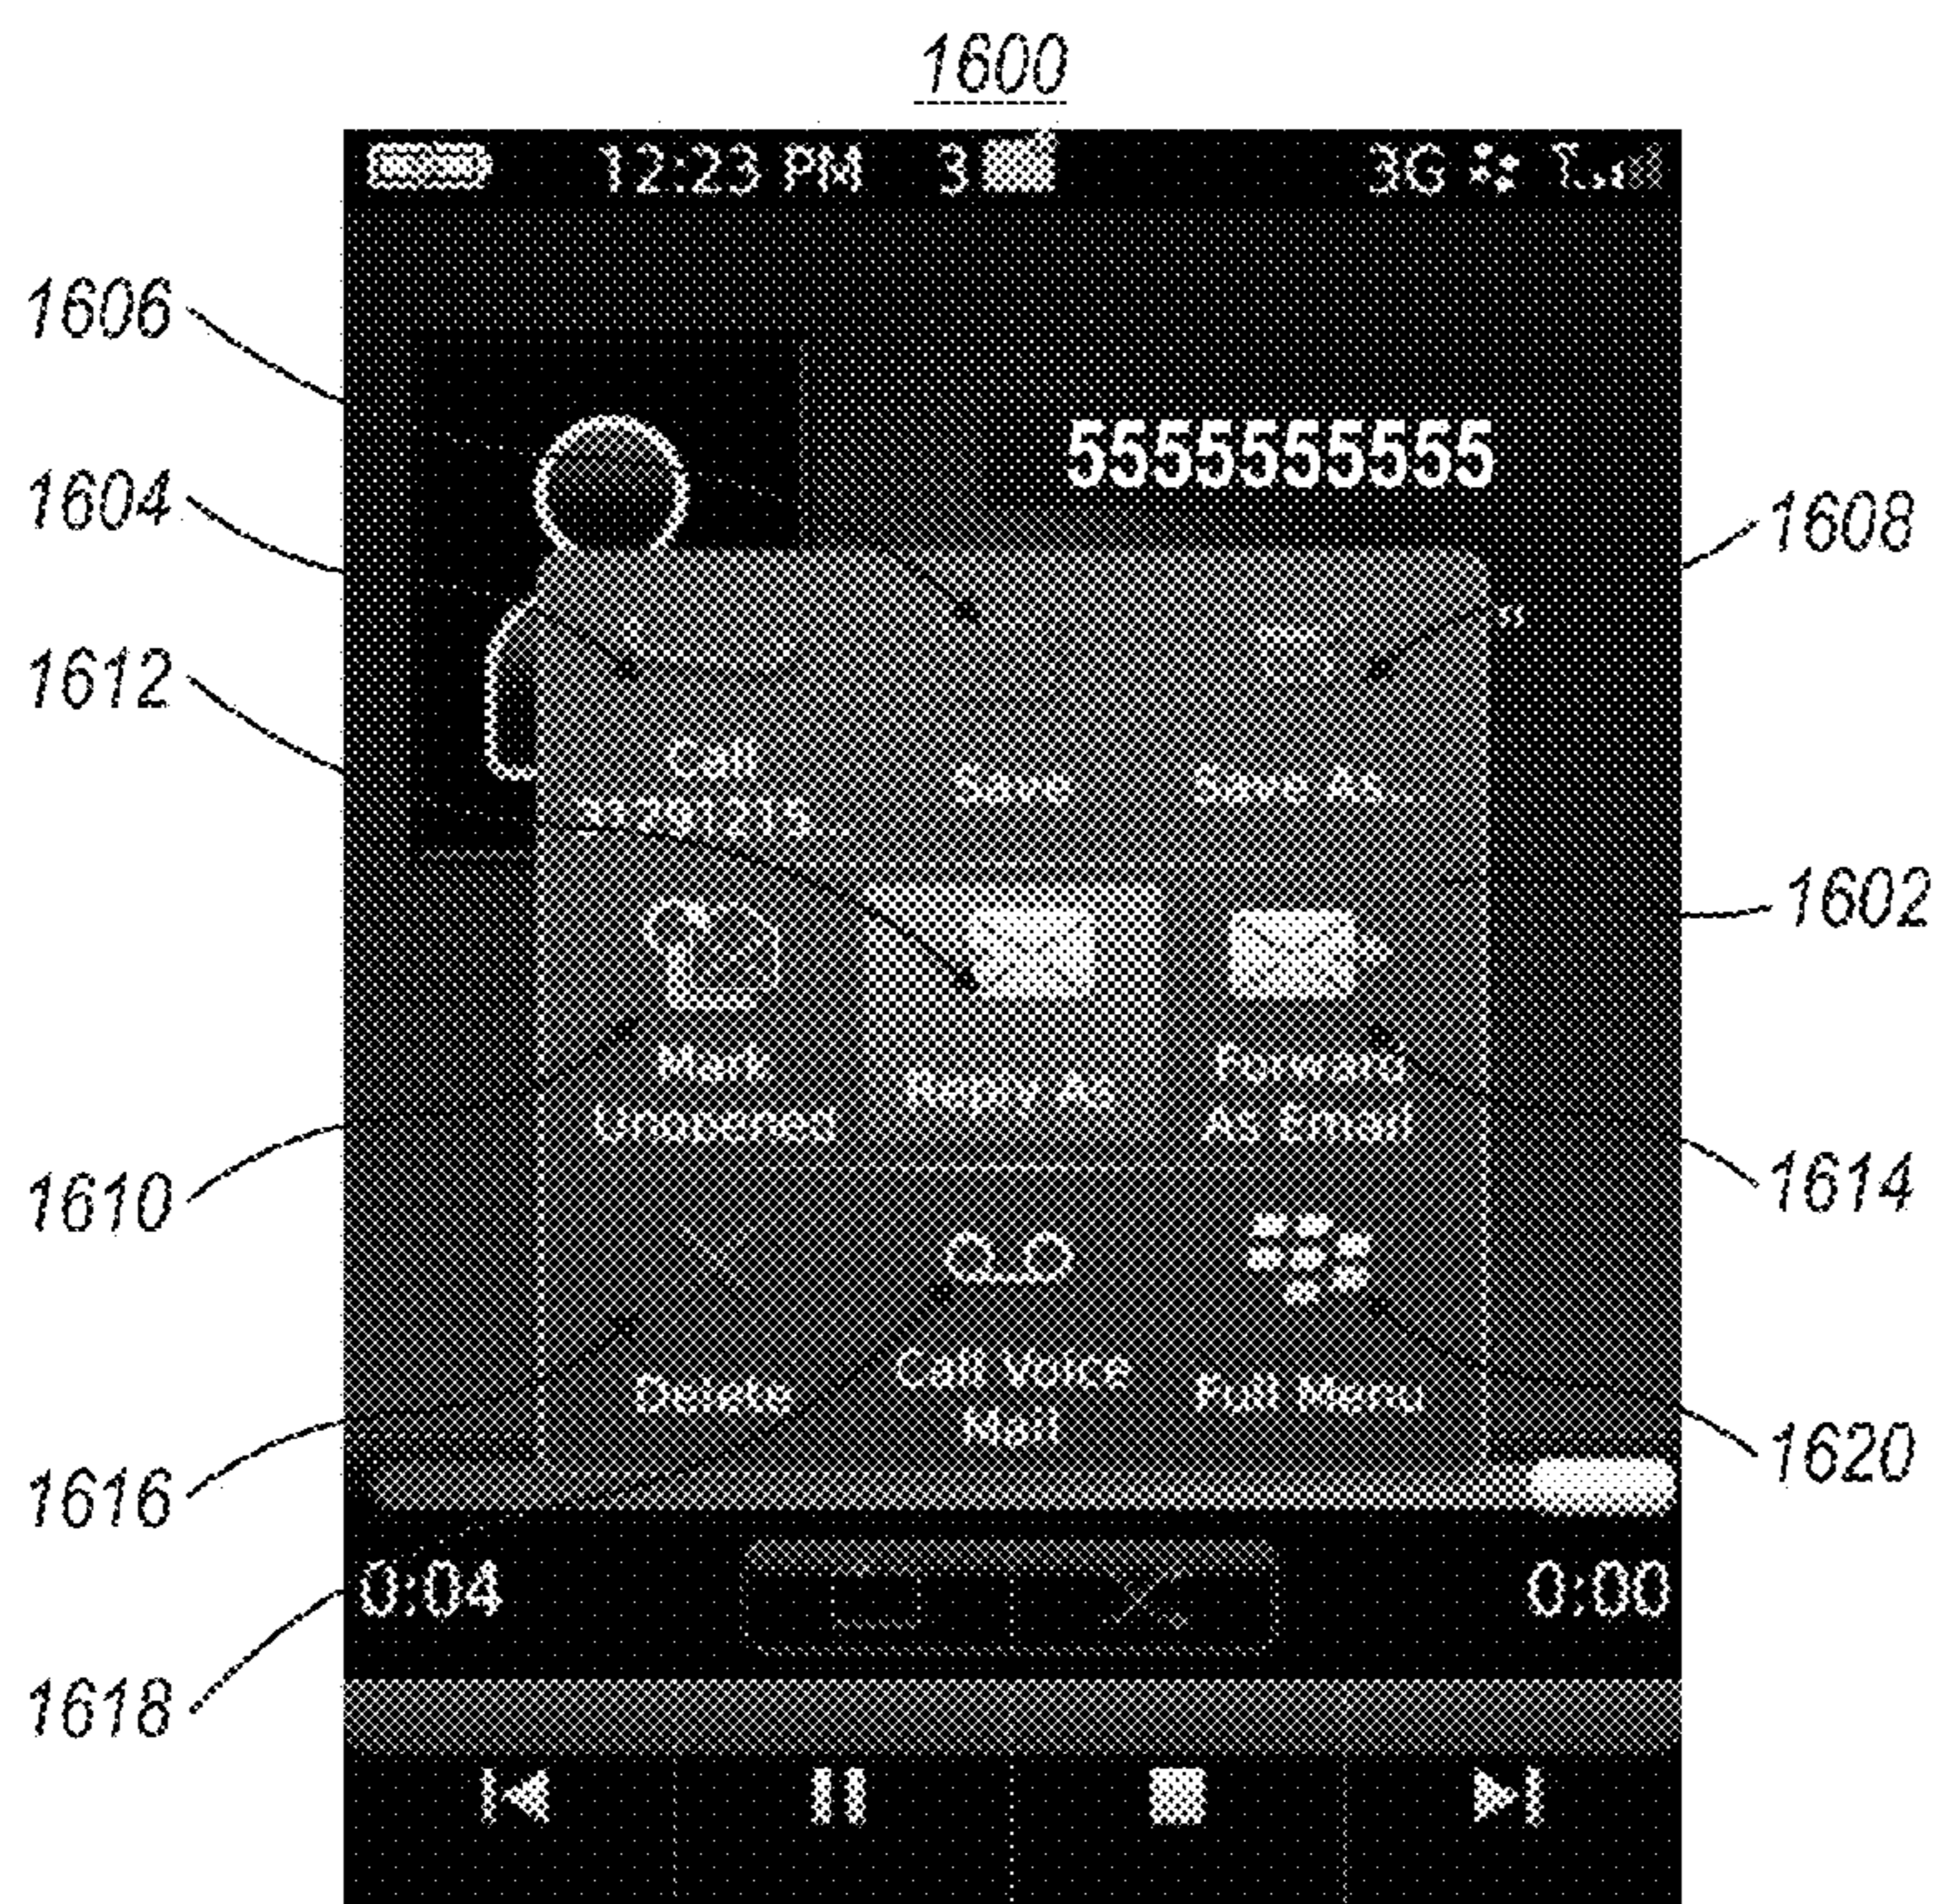 1600
12:23 PM 3 3G
1606
5555555555
1604
1608
1612
Call Save Save As...
31291215...
1602
Mark Reply As Forward
Unopened As Email
1610
1614
Delete Call Voice Full Menu
Mail
1616
1620
0:04 0:00
1618